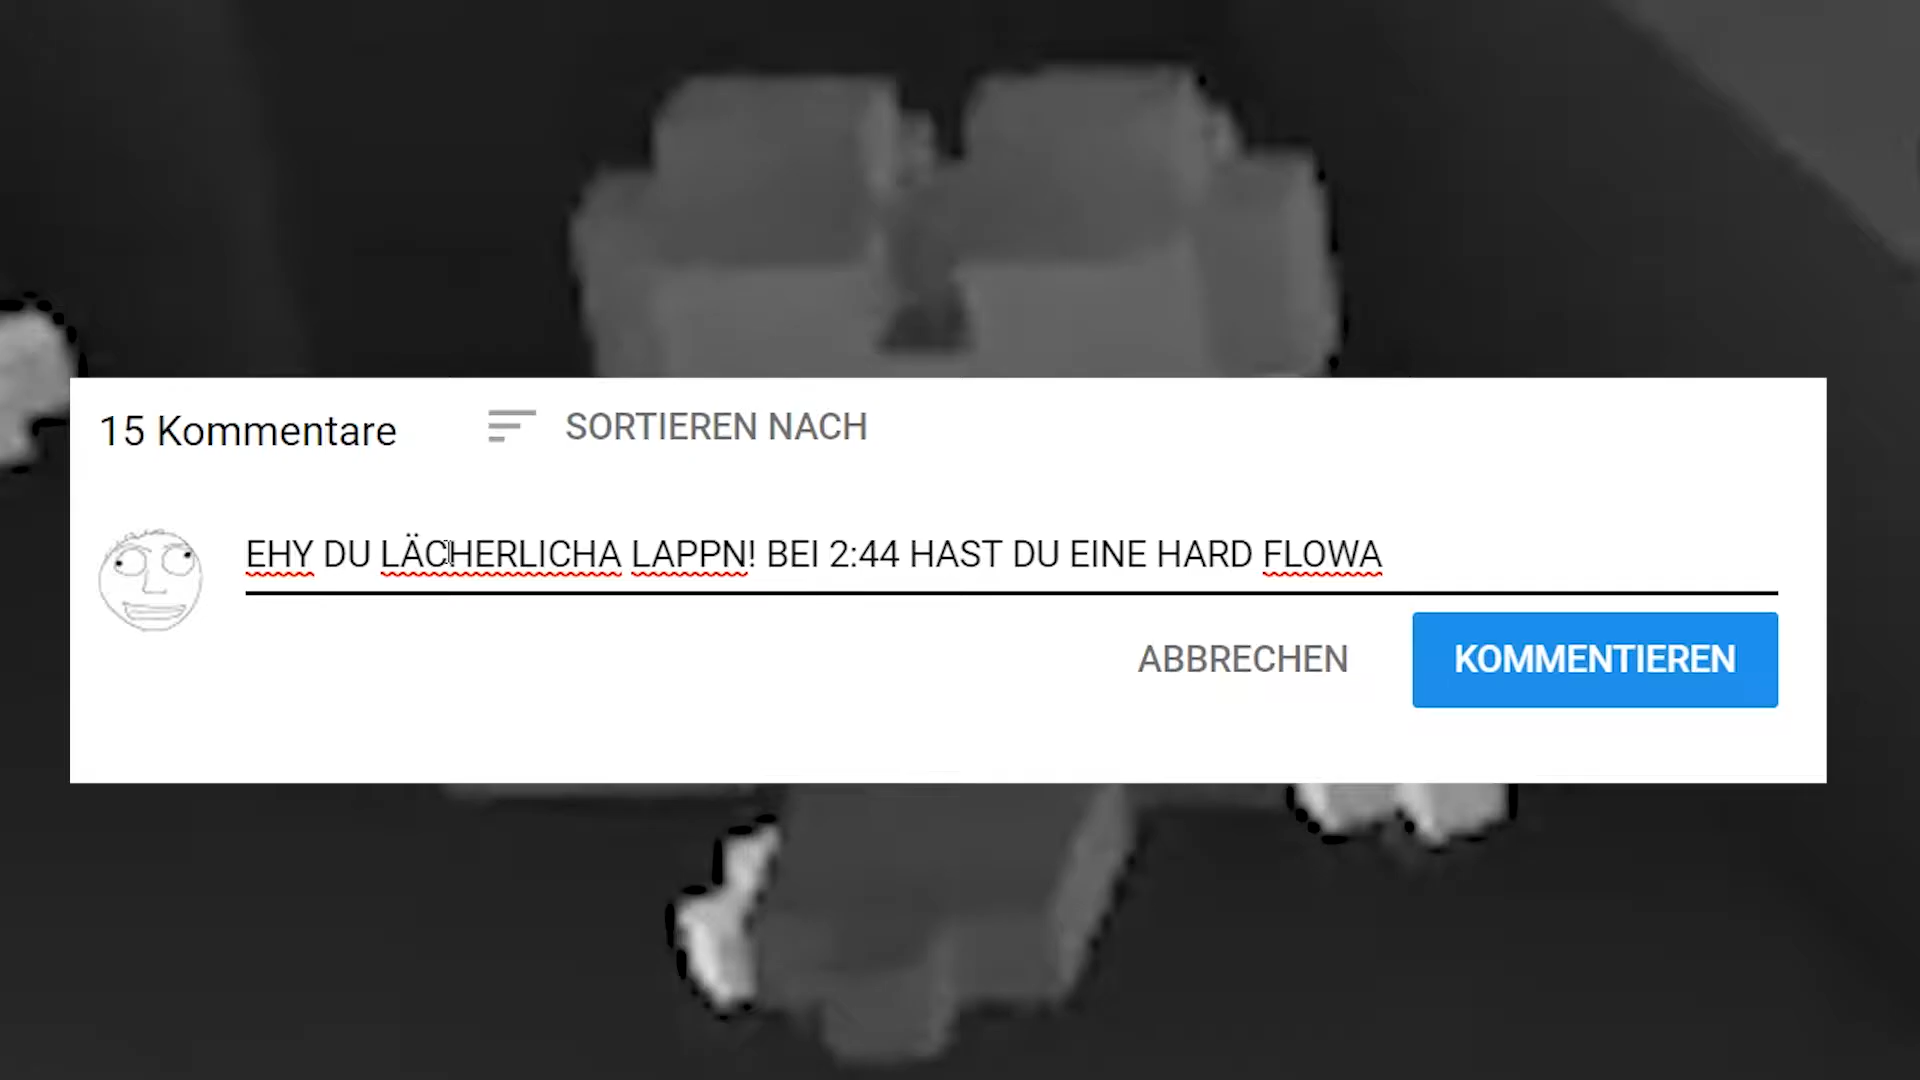 15 Kommentare SORTIEREN NACH
EHY DU LÄCHERLICHA LAPPN! BEI 2:44 HAST DU EINE HARD FLOWA
ABBRECHEN KOMMENTIEREN